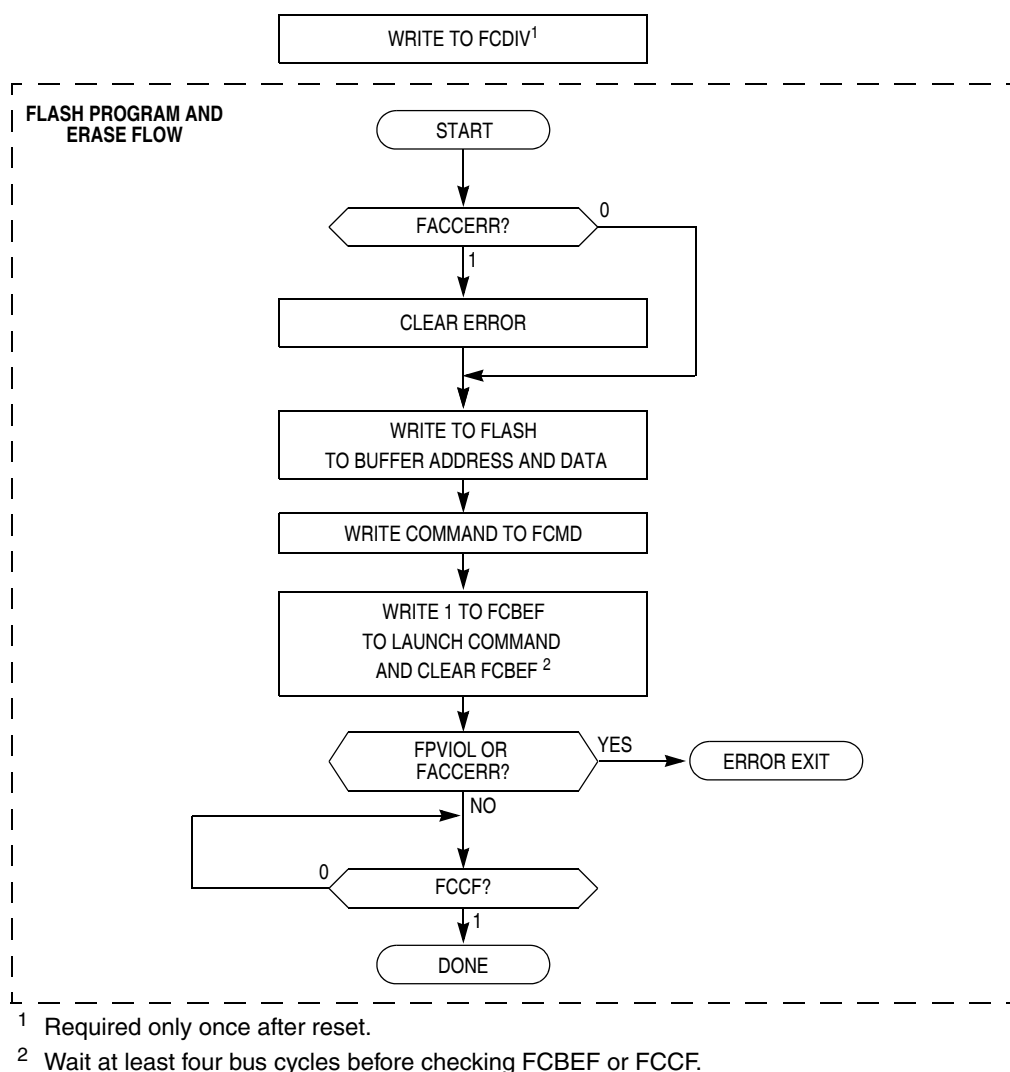 WRITE TO FCDIV1
FLASH PROGRAM AND
ERASE FLOW
START
FACCERR?
0
1
CLEAR ERROR
WRITE TO FLASH
TO BUFFER ADDRESS AND DATA
WRITE COMMAND TO FCMD
WRITE 1 TO FCBEF
TO LAUNCH COMMAND
AND CLEAR FCBEF 2
FPVIOL OR
FACCERR?
YES
ERROR EXIT
NO
0
FCCF?
1
DONE
1 Required only once after reset.
2 Wait at least four bus cycles before checking FCBEF or FCCF.